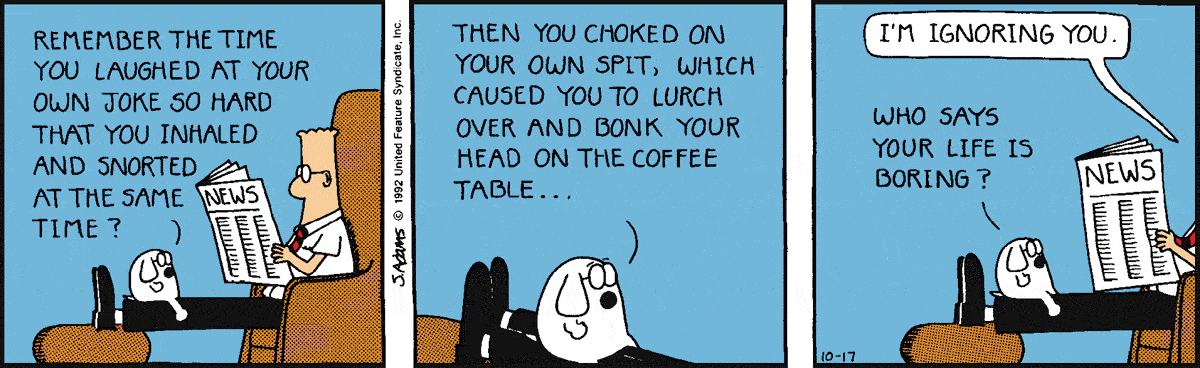 REMEMBER THE TIME
YOU LAUGHED AT YOUR
OWN JOKE SO HARD
THAT YOU INHALED
AND SNORTED
AT THE SAME
TIME?
NEWS
S.Adams © 1992 United Feature Syndicate, Inc.
THEN YOU CHOKED ON
YOUR OWN SPIT, WHICH
CAUSED YOU TO LURCH
OVER AND BONK YOUR
HEAD ON THE COFFEE
TABLE...
I'M IGNORING YOU.
WHO SAYS
YOUR LIFE IS
BORING?
NEWS
10-17